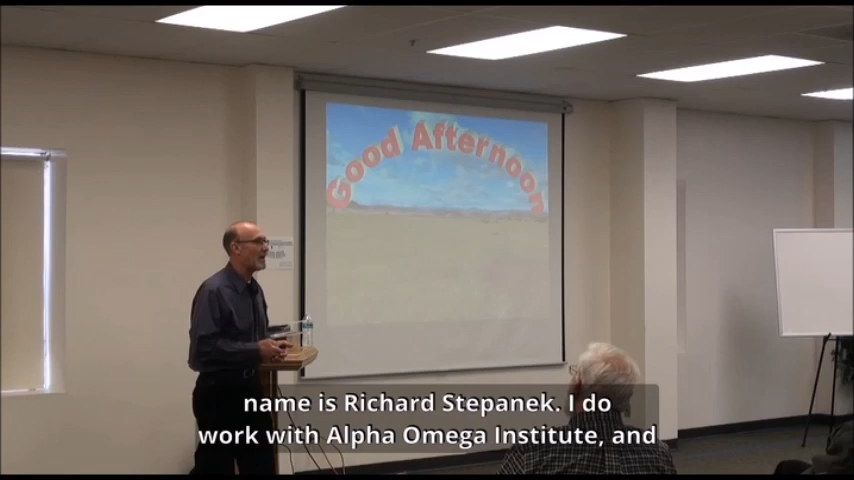 Good Afternoon
name is Richard Stepanek. I do
work with Alpha Omega Institute, and